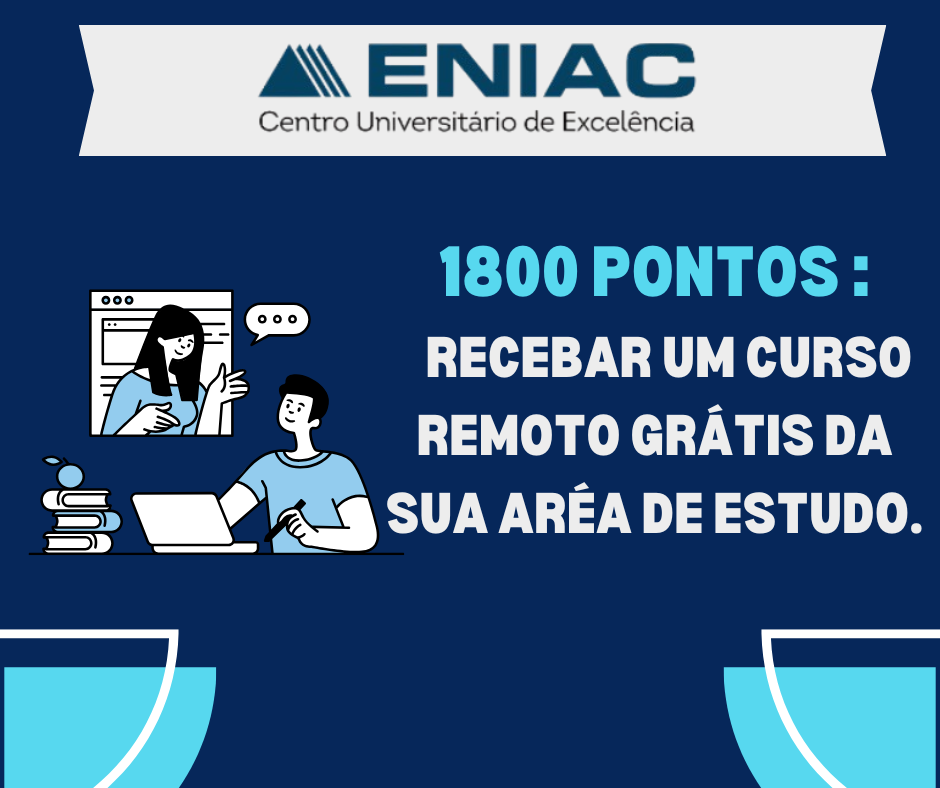 ENIAC
Centro Universitário de Excelência
1800 PONTOS :
RECEBAR UM CURSO
REMOTO GRÁTIS DA
SUA ARÉA DE ESTUDO.